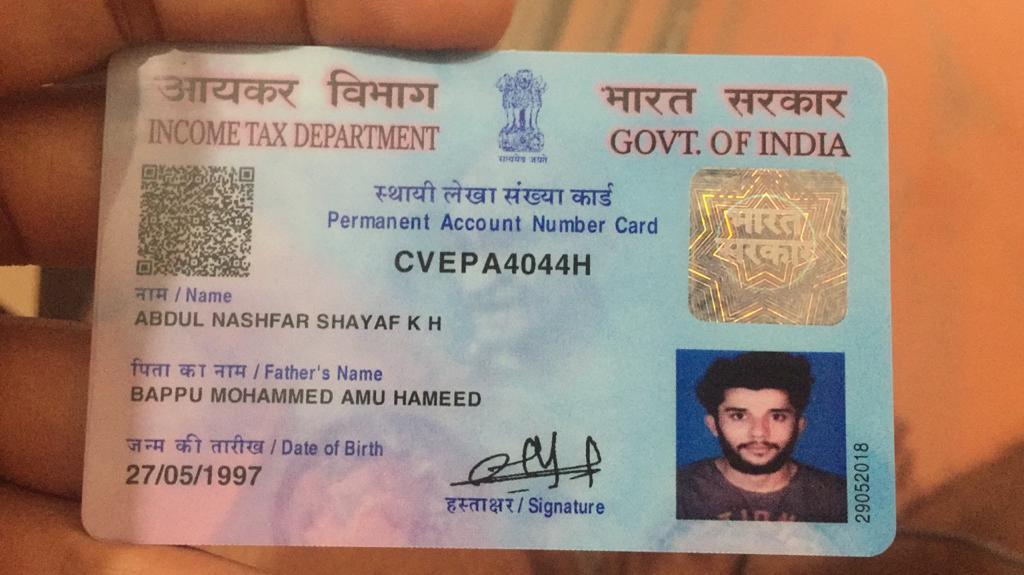 आयकर विभाग
INCOME TAX DEPARTMENT
सत्यमेव जयते
भारत सरकार
GOVT. OF INDIA
स्थायी लेखा संख्या कार्ड
Permanent Account Number Card
CVEPA4044H
भारत
सरकार
नाम / Name
ABDUL NASHFAR SHAYAF K H
पिता का नाम / Father's Name
BAPPU MOHAMMED AMU HAMEED
जन्म की तारीख / Date of Birth
27/05/1997
हस्ताक्षर / Signature
29052018